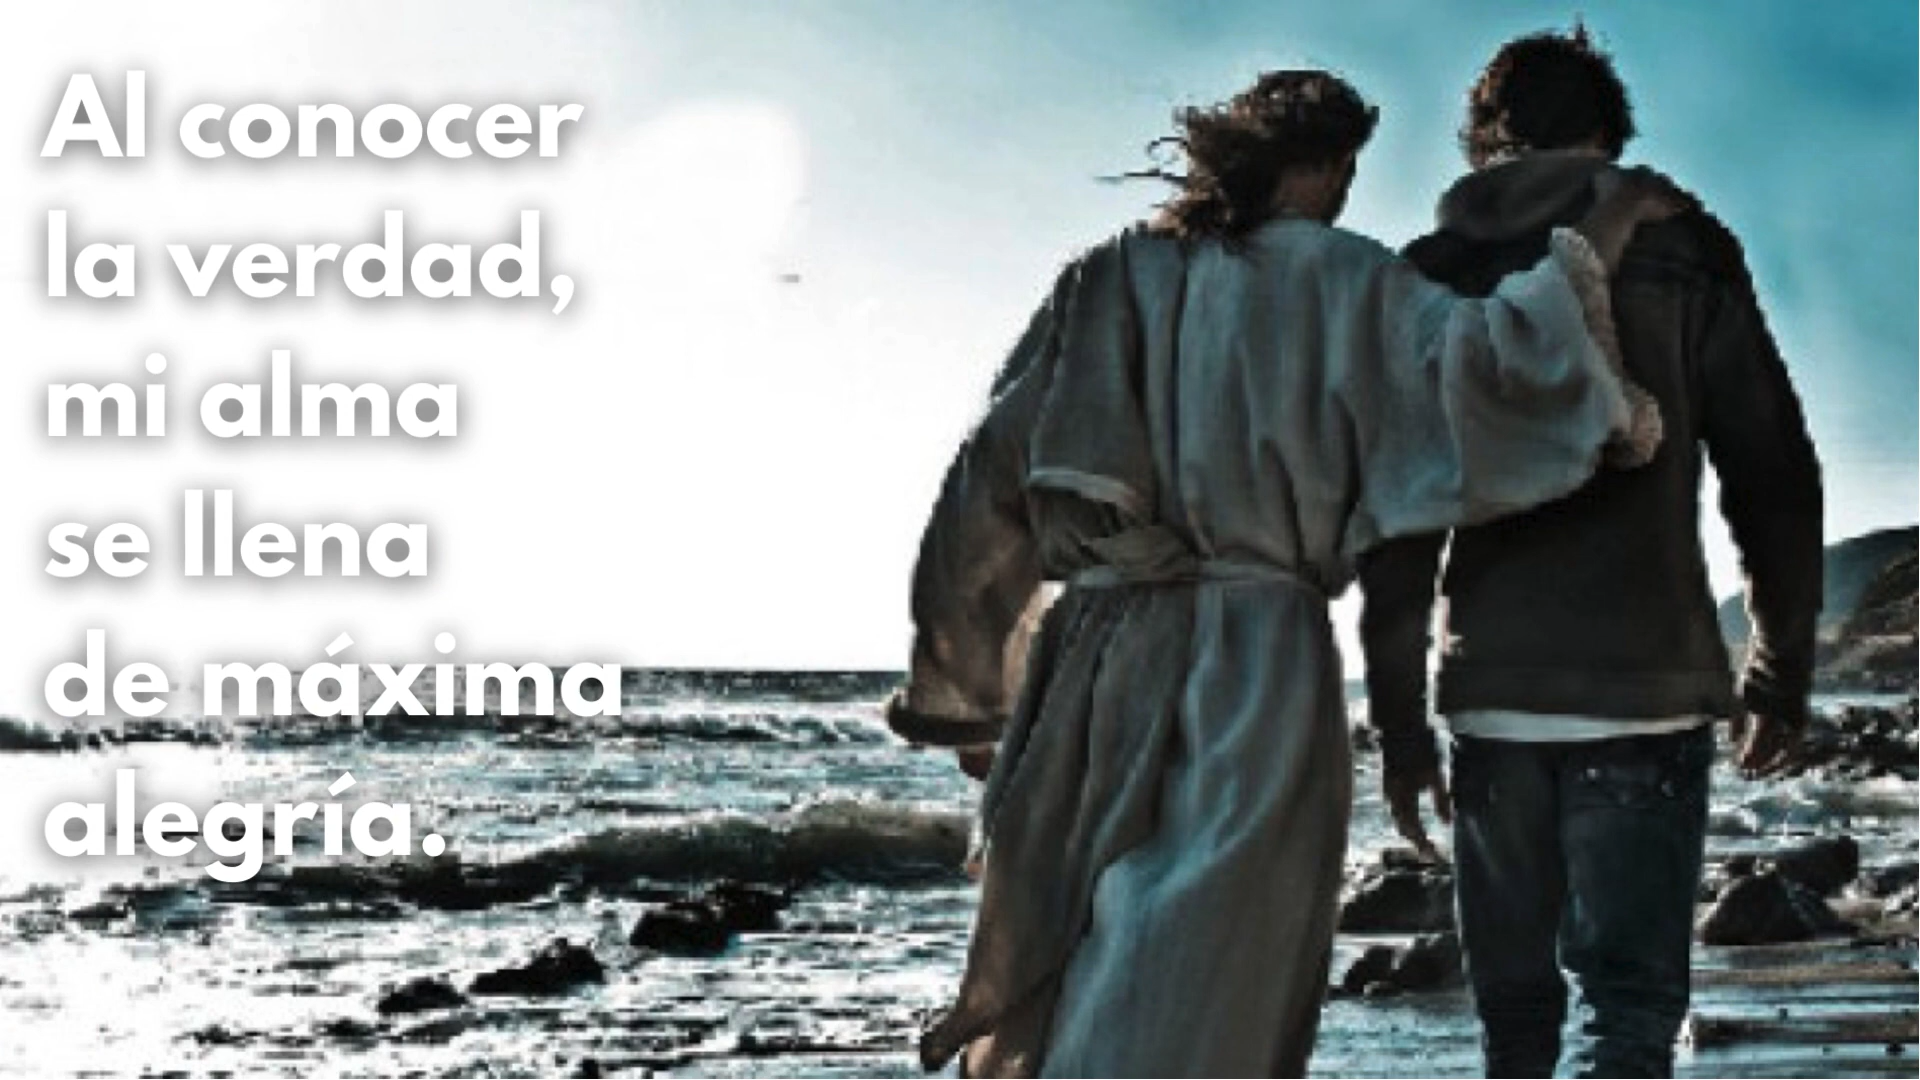 Al conocer
la verdad,
mi alma
se llena
de máxima
alegría.